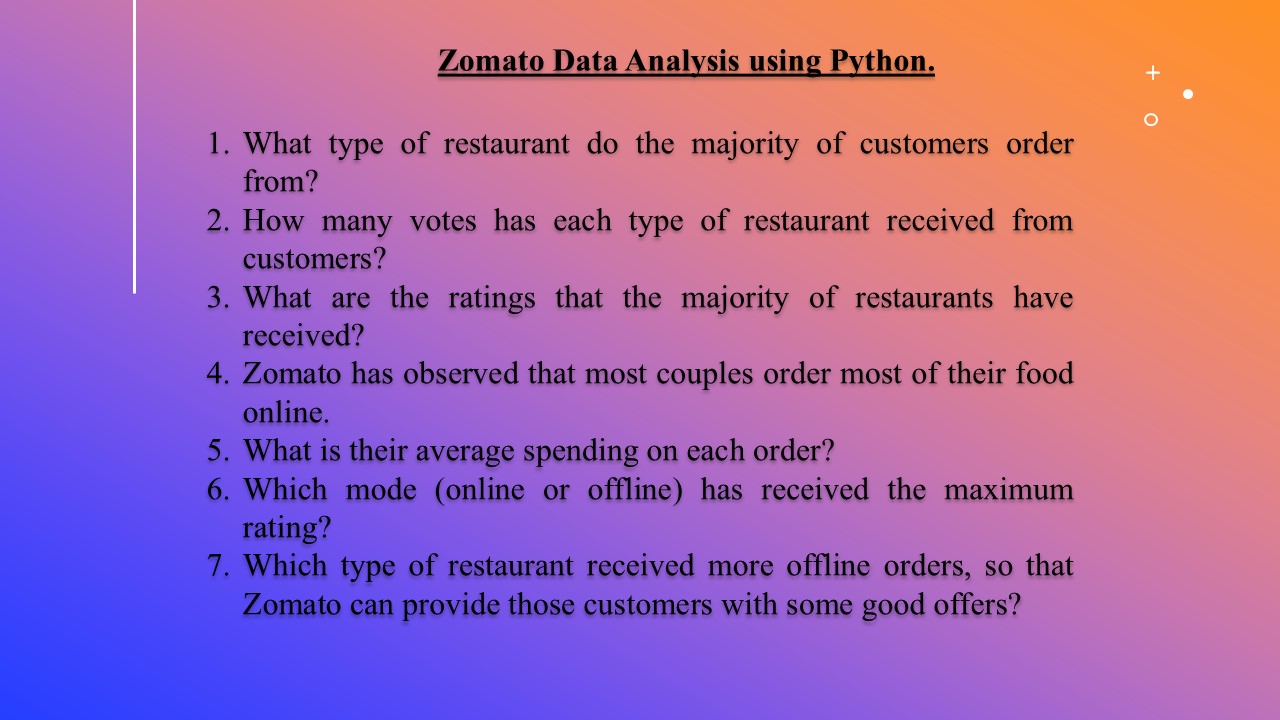 Zomato Data Analysis using Python.
1. What type of restaurant do the majority of customers order
from?
2. How many votes has each type of restaurant received from
customers?
3. What are the ratings that the majority of restaurants have
received?
4. Zomato has observed that most couples order most of their food
online.
5. What is their average spending on each order?
6. Which mode (online or offline) has received the maximum
rating?
7. Which type of restaurant received more offline orders, so that
Zomato can provide those customers with some good offers?